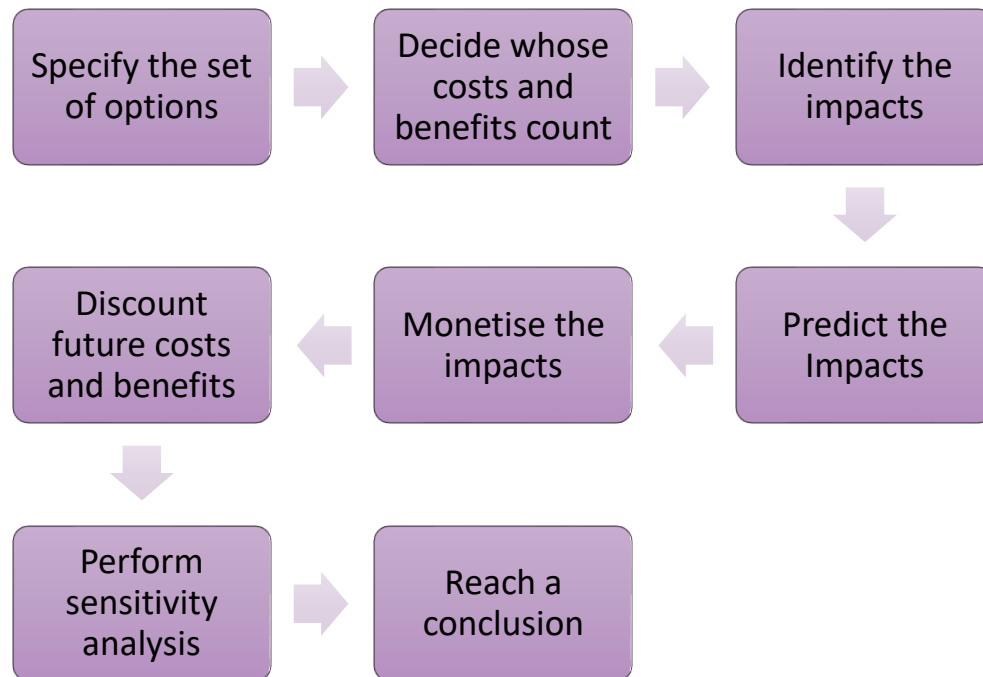 Specify the set
of options
Decide whose
costs and
benefits count
Identify the
impacts
Predict the
Impacts
Monetise the
impacts
Discount
future costs
and benefits
Perform
sensitivity
analysis
Reach a
conclusion